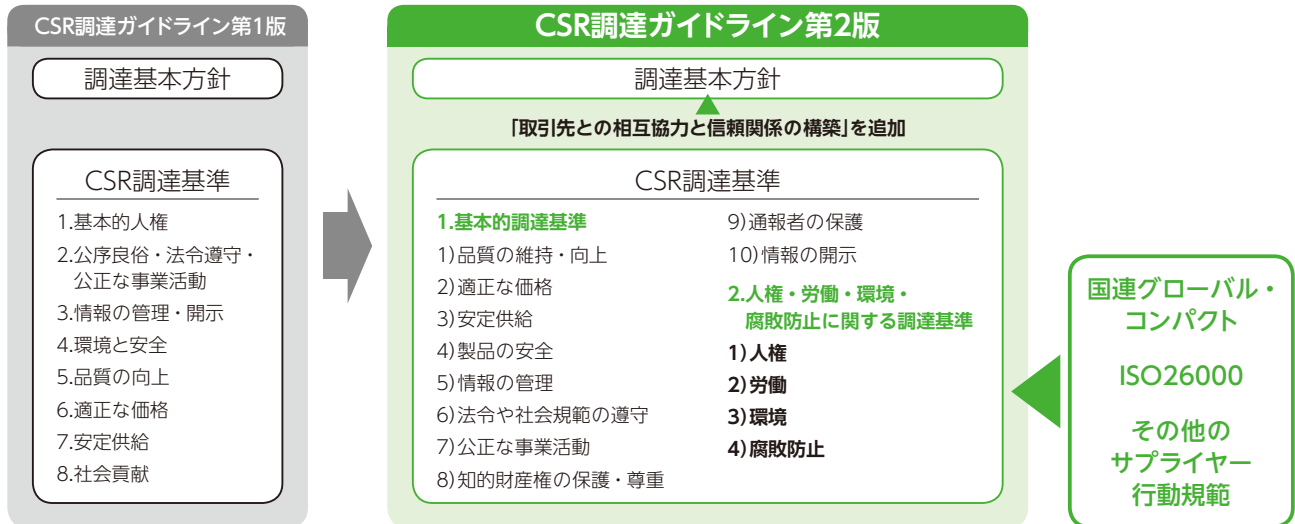 CSR調達ガイドライン第1版
調達基本方針
CSR調達基準
1.基本的人権
2.公序良俗・法令遵守・
公正な事業活動
3.情報の管理・開示
4.環境と安全
5.品質の向上
6.適正な価格
7.安定供給
8.社会貢献
CSR調達ガイドライン第2版
調達基本方針
「取引先との相互協力と信頼関係の構築」を追加
CSR調達基準
1.基本的調達基準
1)品質の維持・向上
2)適正な価格
3)安定供給
4)製品の安全
5)情報の管理
6)法令や社会規範の遵守
7)公正な事業活動
8)知的財産権の保護・尊重
9)通報者の保護
10)情報の開示
2.人権・労働・環境・
腐敗防止に関する調達基準
1)人権
2)労働
3)環境
4)腐敗防止
国連グローバル・
コンパクト
ISO26000
その他の
サプライヤー
行動規範